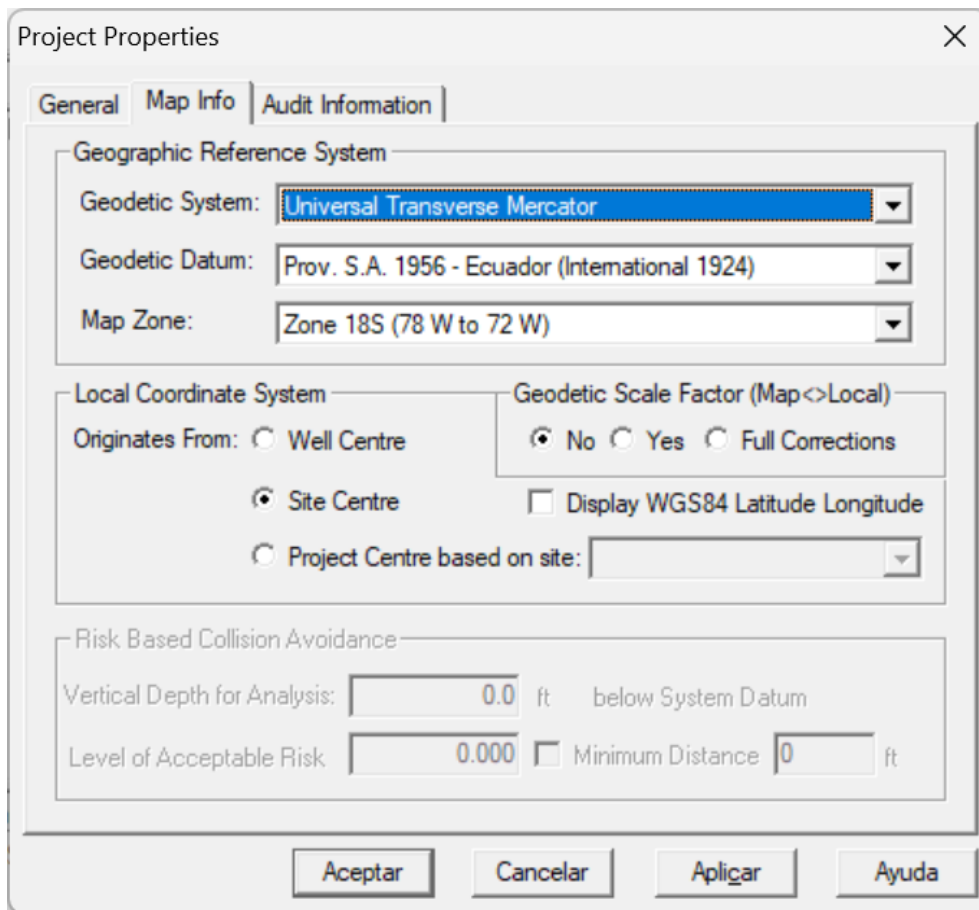 Project Properties
General Map Info Audit Information
Geographic Reference System
Geodetic System: Universal Transverse Mercator
Geodetic Datum: Prov. S.A. 1956 - Ecuador (International 1924)
Map Zone: Zone 18S (78 W to 72 W)
Local Coordinate System
Geodetic Scale Factor (Map<>Local)
Originates From: Well Centre
No Yes Full Corrections
Site Centre
Display WGS84 Latitude Longitude
Project Centre based on site:
Risk Based Collision Avoidance
Vertical Depth for Analysis: 0.0 ft below System Datum
Level of Acceptable Risk 0.000 Minimum Distance 0 ft
Aceptar Cancelar Aplicar Ayuda